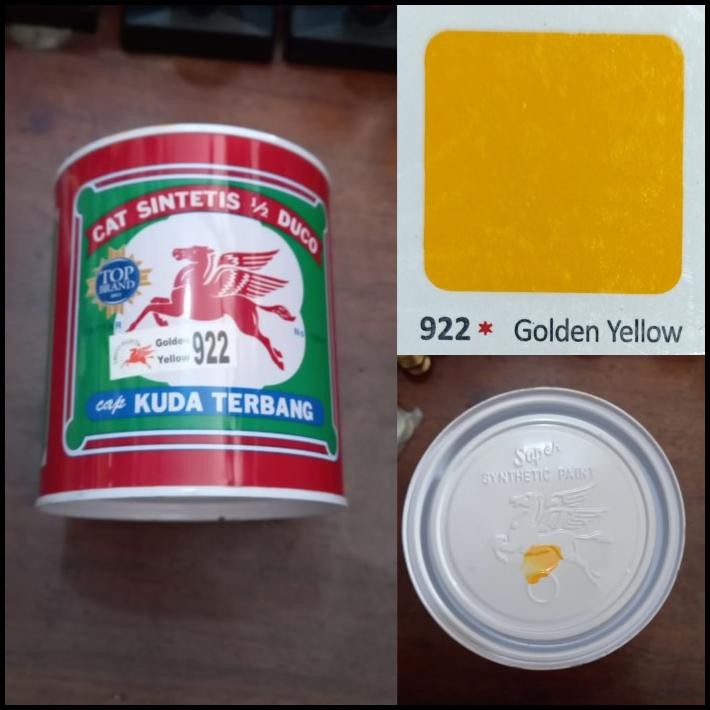 CAT SINTETIS ½ DUCO
TOP
BRAND
Golden
Yellow
922
cap KUDA TERBANG
922 * Golden Yellow
Super
SYNTHETIC PAINT